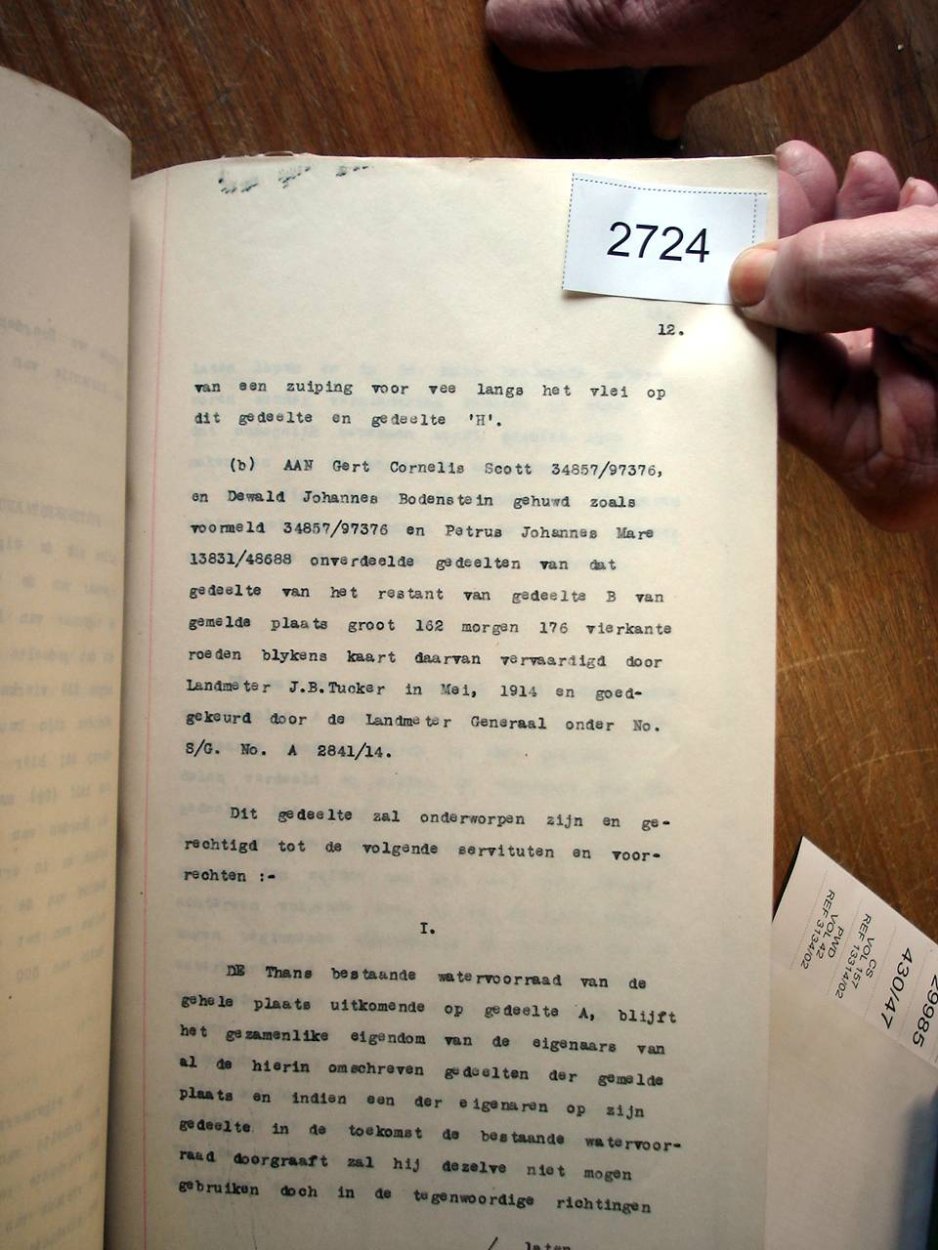 2724
12.
van een zuiping voor vee langs het vlei op
dit gedeelte en gedeelte 'H'.
(b) AAN Gert Cornelis Scott 34857/97376,
en Dewald Johannes Bodenstein gehuwd zoals
voormeld 34857/97376 en Petrus Johannes Mare
13831/48688 onverdeelde gedeelten van dat
gedeelte van het restant van gedeelte B van
gemelde plaats groot 162 morgen 176 vierkante
roeden blykens kaart daarvan vervaardigd door
Landmeter J.B.Tucker in Mei, 1914 en goed-
gekeurd door de Landmeter Generaal onder No.
S/G. No. A 2841/14.
Dit gedeelte zal onderworpen zijn en ge-
rechtigd tot de volgende servituten en voor-
rechten :-
I.
DE Thans bestaande watervoorraad van de
gehele plaats uitkomende op gedeelte A, blijft
het gezamenlike eigendom van de eigenaars van
al de hierin omschreven gedeelten der gemelde
plaats en indien een der eigenaren op zijn
gedeelte in de toekomst de bestaande watervoor-
raad doorgraaft zal hij dezelve niet mogen
gebruiken doch in de tegenwoordige richtingen
/ laten
29985
430/47
CS
VOL 157
REF 13314/02
PWD
VOL 42
REF 3134/02